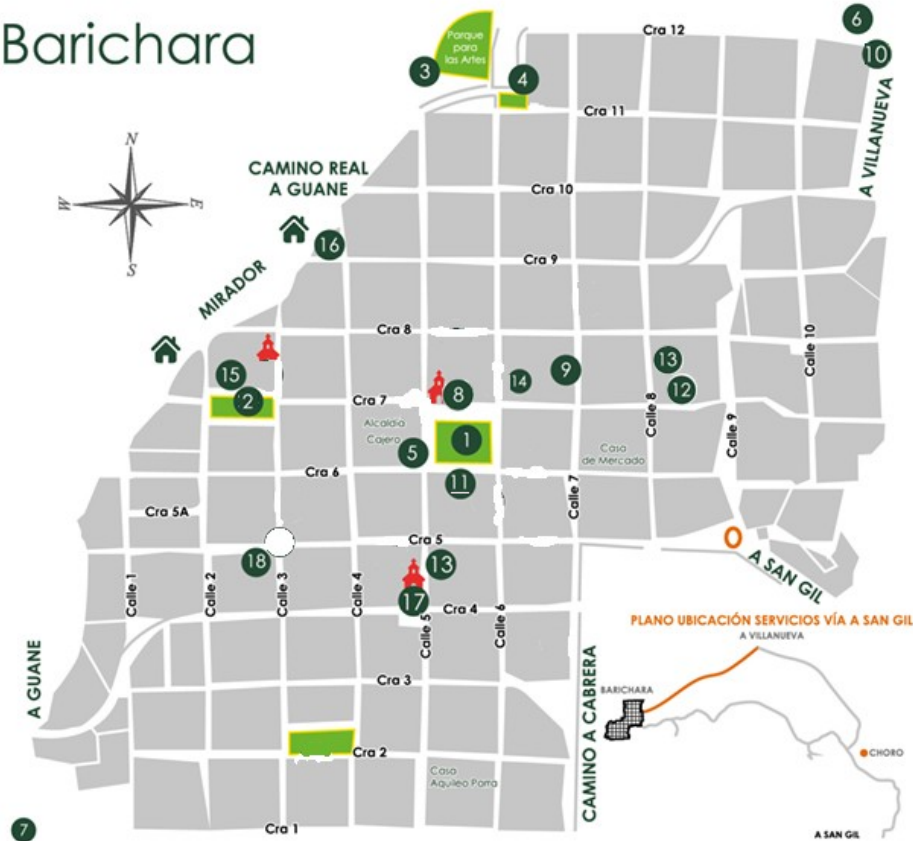 Barichara
Parque
para
las Artes
3
4
Cra 12
6
10
Cra 11
A VILLANUEVA
N
W
E
S
CAMINO REAL
A GUANE
Cra 10
16
Cra 9
MIRADOR
Cra 8
Calle 10
15
2
Cra 7
8
14
9
13
12
Calle 8
Calle 9
Alcaldía
Cajero
5
1
Casa
de Mercado
Cra 6
11
Calle 7
Cra 5A
Cra 5
18
13
A SAN GIL
Calle 1
Calle 2
Calle 3
Calle 4
17
Cra 4
Calle 5
Calle 6
PLANO UBICACIÓN SERVICIOS VÍA A SAN GIL
A VILLANUEVA
A GUANE
Cra 3
CAMINO A CABRERA
BARICHARA
Cra 2
CHORO
Casa
Aquileo Parra
7
Cra 1
A SAN GIL